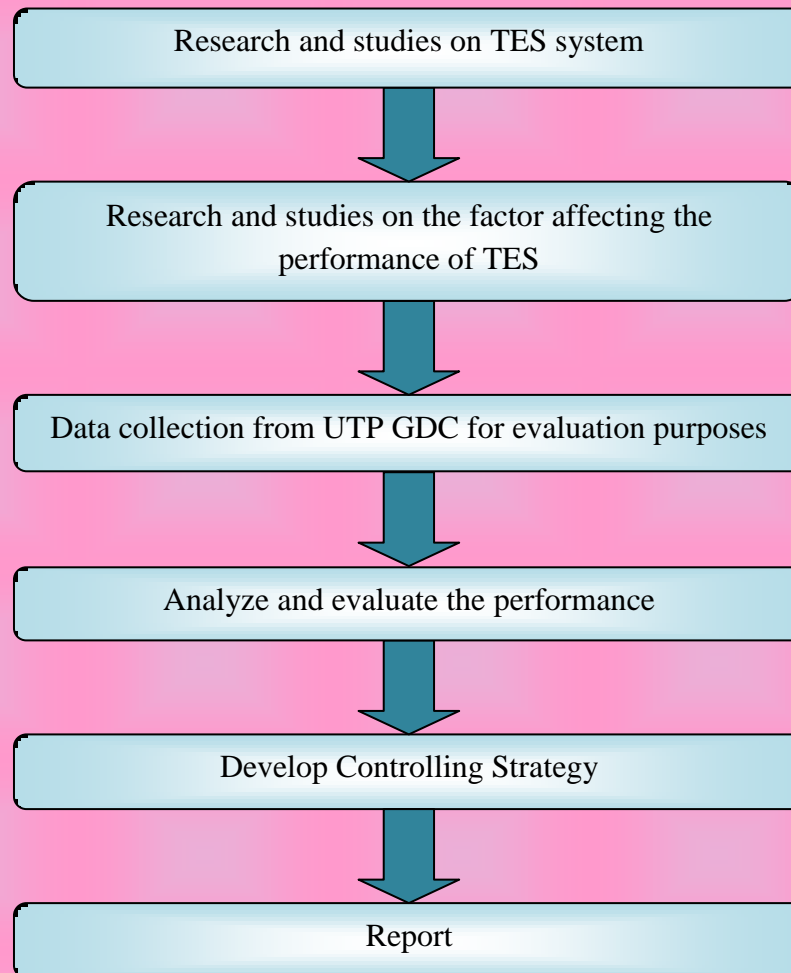 Research and studies on TES system
Research and studies on the factor affecting the
performance of TES
Data collection from UTP GDC for evaluation purposes
Analyze and evaluate the performance
Develop Controlling Strategy
Report